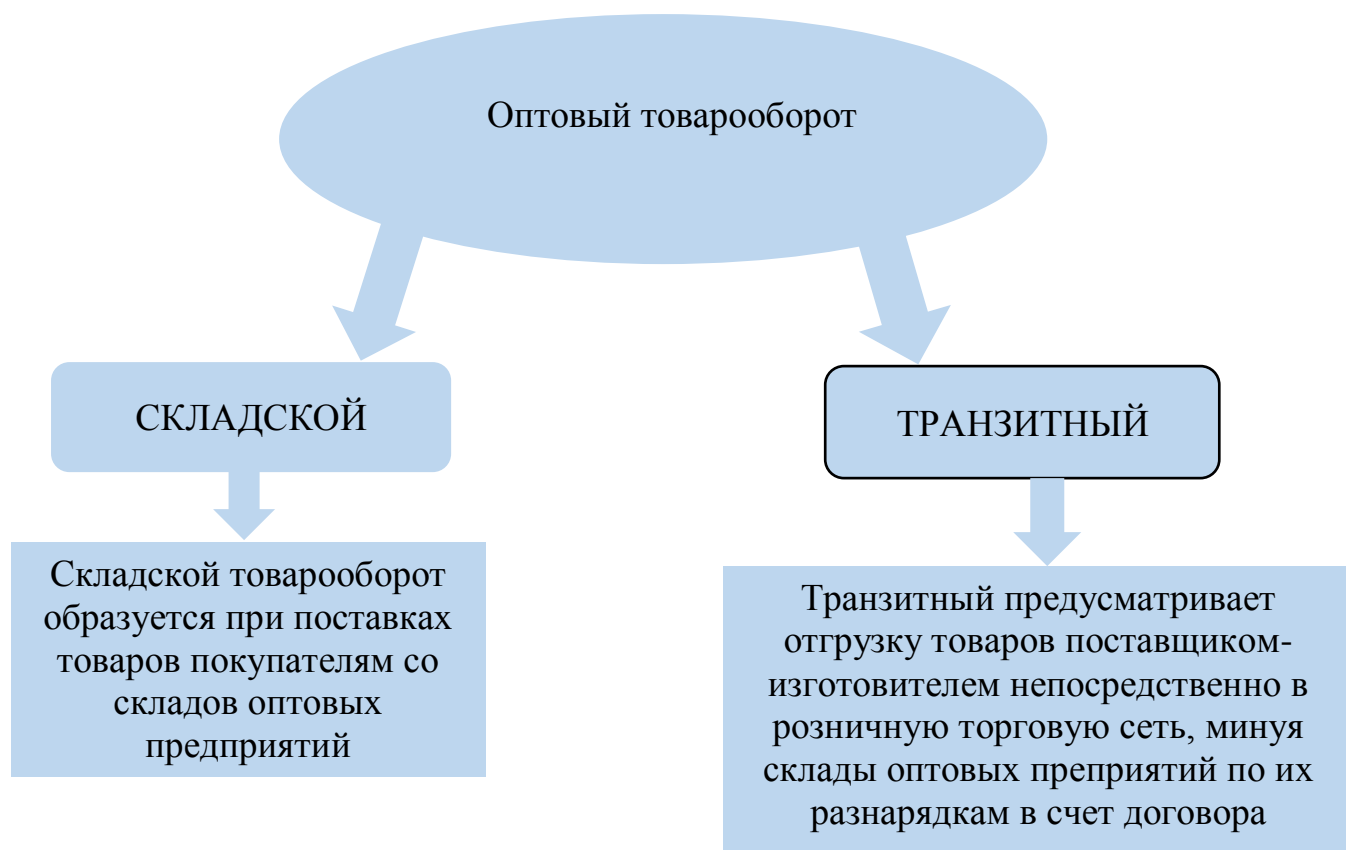 Оптовый товарооборот
СКЛАДСКОЙ
ТРАНЗИТНЫЙ
Складской товарооборот
образуется при поставках
товаров покупателям со
складов оптовых
предприятий
Транзитный предусматривает
отгрузку товаров поставщиком-
изготовителем непосредственно в
розничную торговую сеть, минуя
склады оптовых преприятий по их
разнарядкам в счет договора